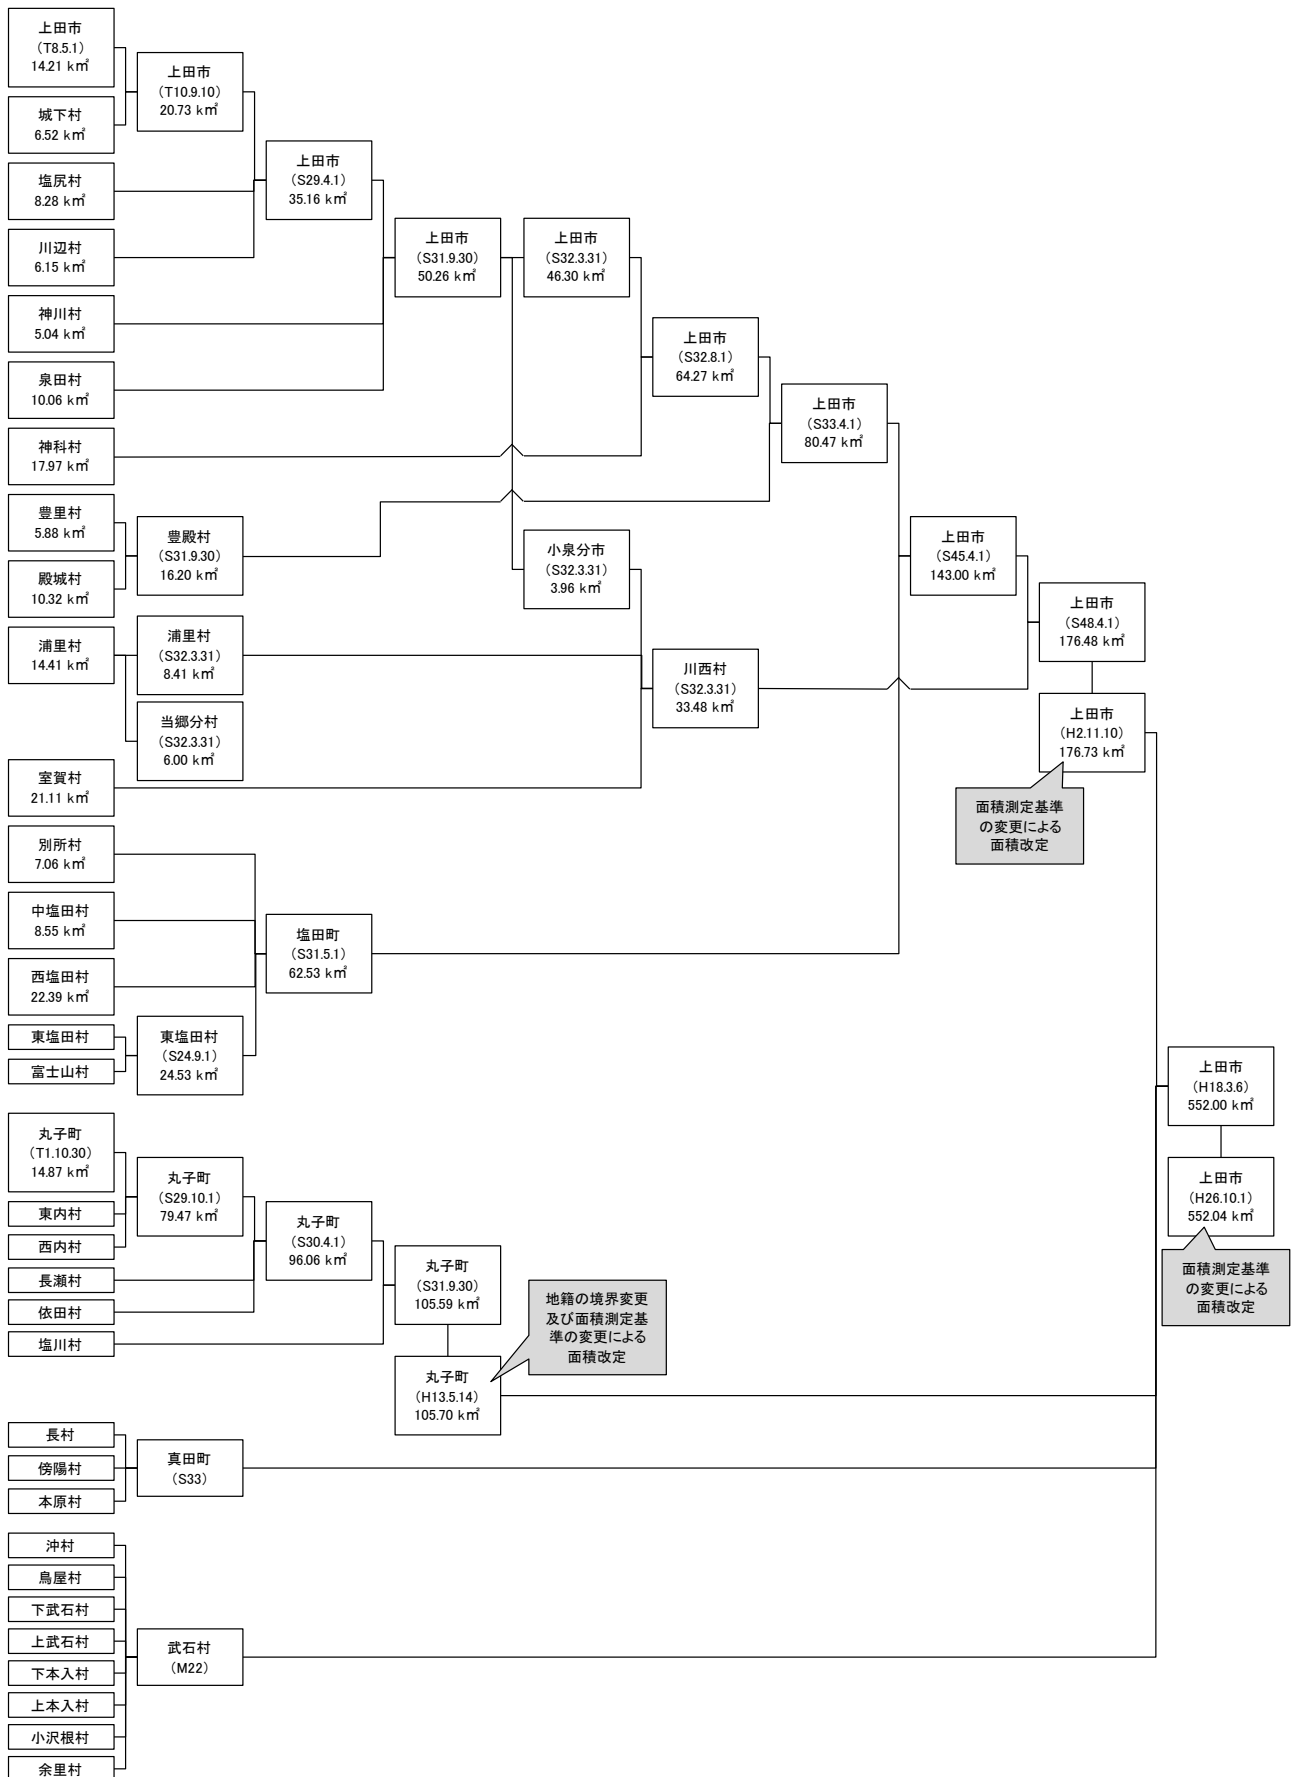 上田市
(T8.5.1)
14.21 k㎡
城下村
6.52 k㎡
塩尻村
8.28 k㎡
川辺村
6.15 k㎡
神川村
5.04 k㎡
泉田村
10.06 k㎡
神科村
17.97 k㎡
豊里村
5.88 k㎡
殿城村
10.32 k㎡
浦里村
14.41 k㎡
室賀村
21.11 k㎡
別所村
7.06 k㎡
中塩田村
8.55 k㎡
西塩田村
22.39 k㎡
東塩田村
富士山村
丸子町
(T1.10.30)
14.87 k㎡
東内村
西内村
長瀬村
依田村
塩川村
長村
傍陽村
本原村
沖村
鳥屋村
下武石村
上武石村
下本入村
上本入村
小沢根村
余里村
上田市
(T10.9.10)
20.73 k㎡
豊殿村
(S31.9.30)
16.20 k㎡
浦里村
(S32.3.31)
8.41 k㎡
当郷分村
(S32.3.31)
6.00 k㎡
東塩田村
(S24.9.1)
24.53 k㎡
丸子町
(S29.10.1)
79.47 k㎡
真田町
(S33)
武石村
(M22)
上田市
(S29.4.1)
35.16 k㎡
塩田町
(S31.5.1)
62.53 k㎡
丸子町
(S30.4.1)
96.06 k㎡
上田市
(S31.9.30)
50.26 k㎡
丸子町
(S31.9.30)
105.59 k㎡
丸子町
(H13.5.14)
105.70 k㎡
地籍の境界変更
及び面積測定基
準の変更による
面積改定
上田市
(S32.3.31)
46.30 k㎡
小泉分市
(S32.3.31)
3.96 k㎡
上田市
(S32.8.1)
64.27 k㎡
川西村
(S32.3.31)
33.48 k㎡
上田市
(S33.4.1)
80.47 k㎡
上田市
(S45.4.1)
143.00 k㎡
上田市
(S48.4.1)
176.48 k㎡
上田市
(H2.11.10)
176.73 k㎡
面積測定基準
の変更による
面積改定
上田市
(H18.3.6)
552.00 k㎡
上田市
(H26.10.1)
552.04 k㎡
面積測定基準
の変更による
面積改定